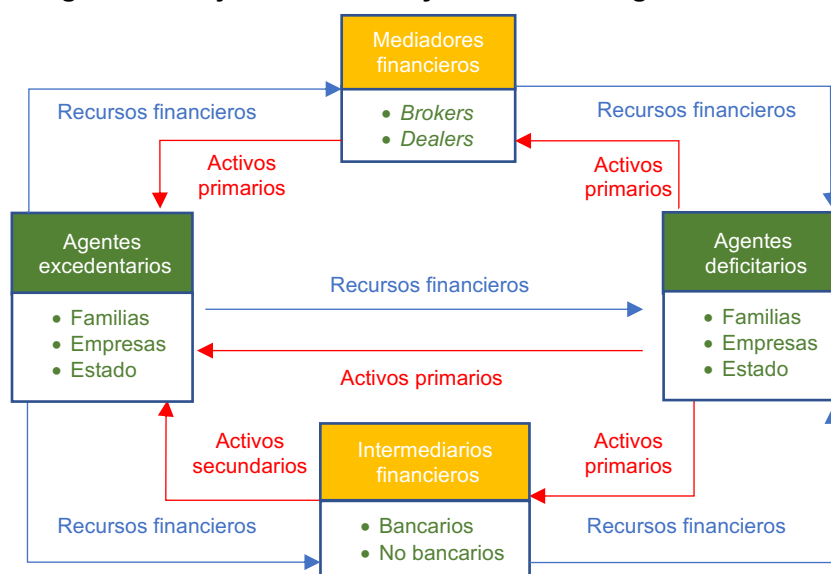 Mediadores
financieros
Recursos financieros
• Brokers
• Dealers
Recursos financieros
Activos
primarios
Activos
primarios
Agentes
excedentarios
• Familias
• Empresas
• Estado
Recursos financieros
Agentes
deficitarios
• Familias
• Empresas
• Estado
Activos primarios
Activos
secundarios
Intermediarios
financieros
Activos
primarios
Recursos financieros
• Bancarios
• No bancarios
Recursos financieros